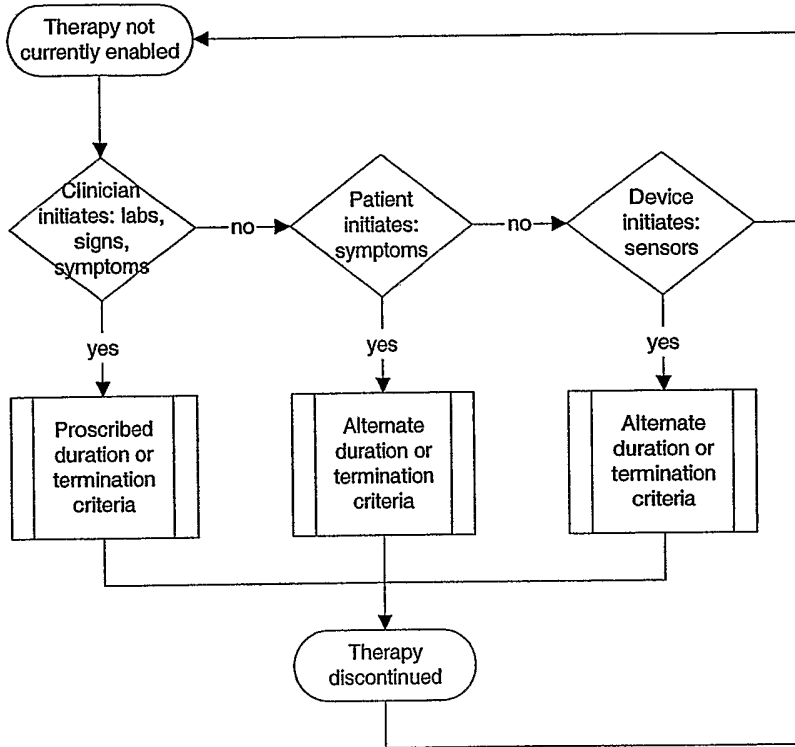 Therapy not
currently enabled
Clinician
initiates: labs,
signs,
symptoms
no
Patient
initiates:
symptoms
no
Device
initiates:
sensors
yes
yes
yes
Proscribed
duration or
termination
criteria
Alternate
duration or
termination
criteria
Alternate
duration or
termination
criteria
Therapy
discontinued